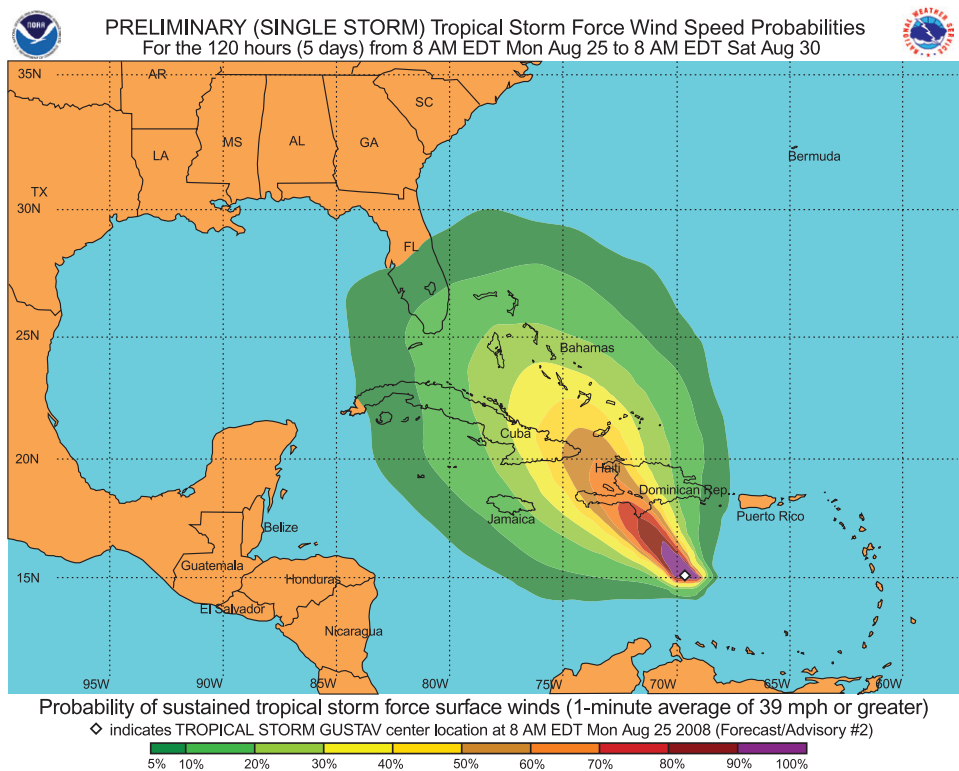 PRELIMINARY (SINGLE STORM) Tropical Storm Force Wind Speed Probabilities
For the 120 hours (5 days) from 8 AM EDT Mon Aug 25 to 8 AM EDT Sat Aug 30
NOAA
NATIONAL WEATHER SERVICE
35N
AR
SC
MS
AL
GA
LA
Bermuda
TX
30N
FL
25N
Bahamas
Cuba
20N
Haiti
Dominican Rep.
Jamaica
Puerto Rico
Belize
Guatemala
15N
Honduras
El Salvador
Nicaragua
95W 90W 85W 80W 75W 70W 65W 60W
Probability of sustained tropical storm force surface winds (1-minute average of 39 mph or greater)
◇ indicates TROPICAL STORM GUSTAV center location at 8 AM EDT Mon Aug 25 2008 (Forecast/Advisory #2)
5% 10% 20% 30% 40% 50% 60% 70% 80% 90% 100%